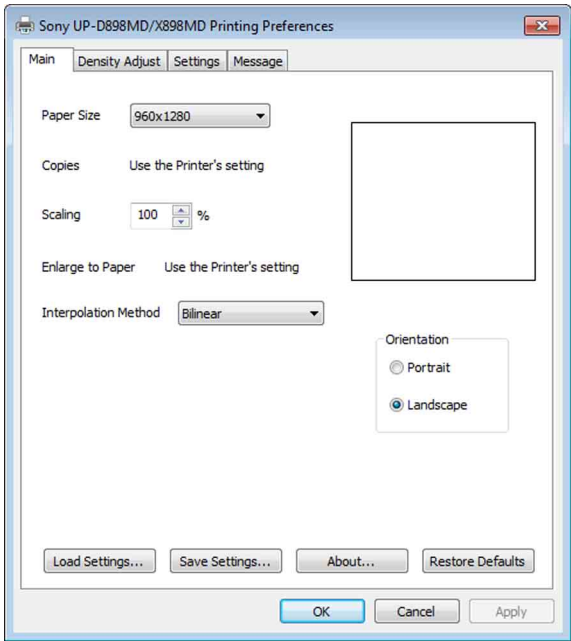 Sony UP-D898MD/X898MD Printing Preferences
Main Density Adjust Settings Message
Paper Size 960x1280
Copies Use the Printer's setting
Scaling 100 %
Enlarge to Paper Use the Printer's setting
Interpolation Method Bilinear
Orientation
Portrait
Landscape
Load Settings... Save Settings... About... Restore Defaults
OK Cancel Apply